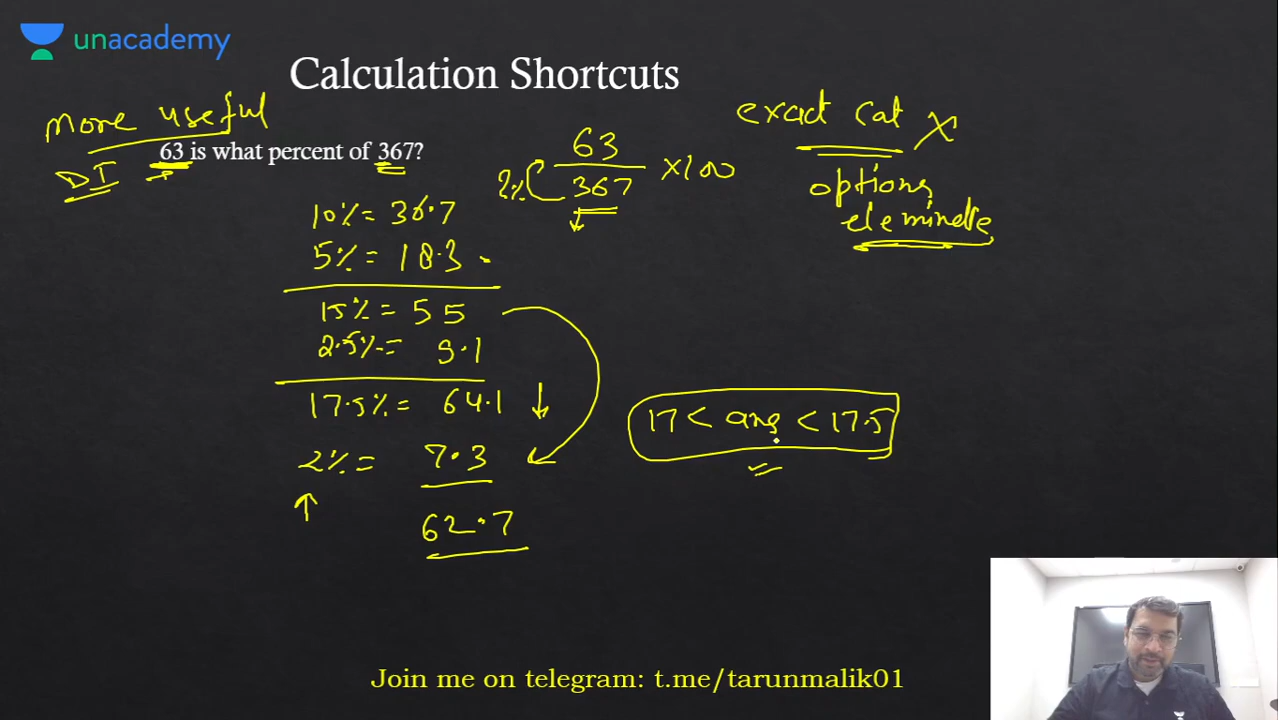 unacademy
Calculation Shortcuts
More useful
DI
63 is what percent of 367?
63
367
×100
?%
exact cal ×
options
eleminate
10% = 36.7
5% = 18.3
15% = 55
2.5% = 9.1
17.5% = 64.1 ↓
2% = 7.3
↑
62.7
17 < ans < 17.5
Join me on telegram: t.me/tarunmalik01